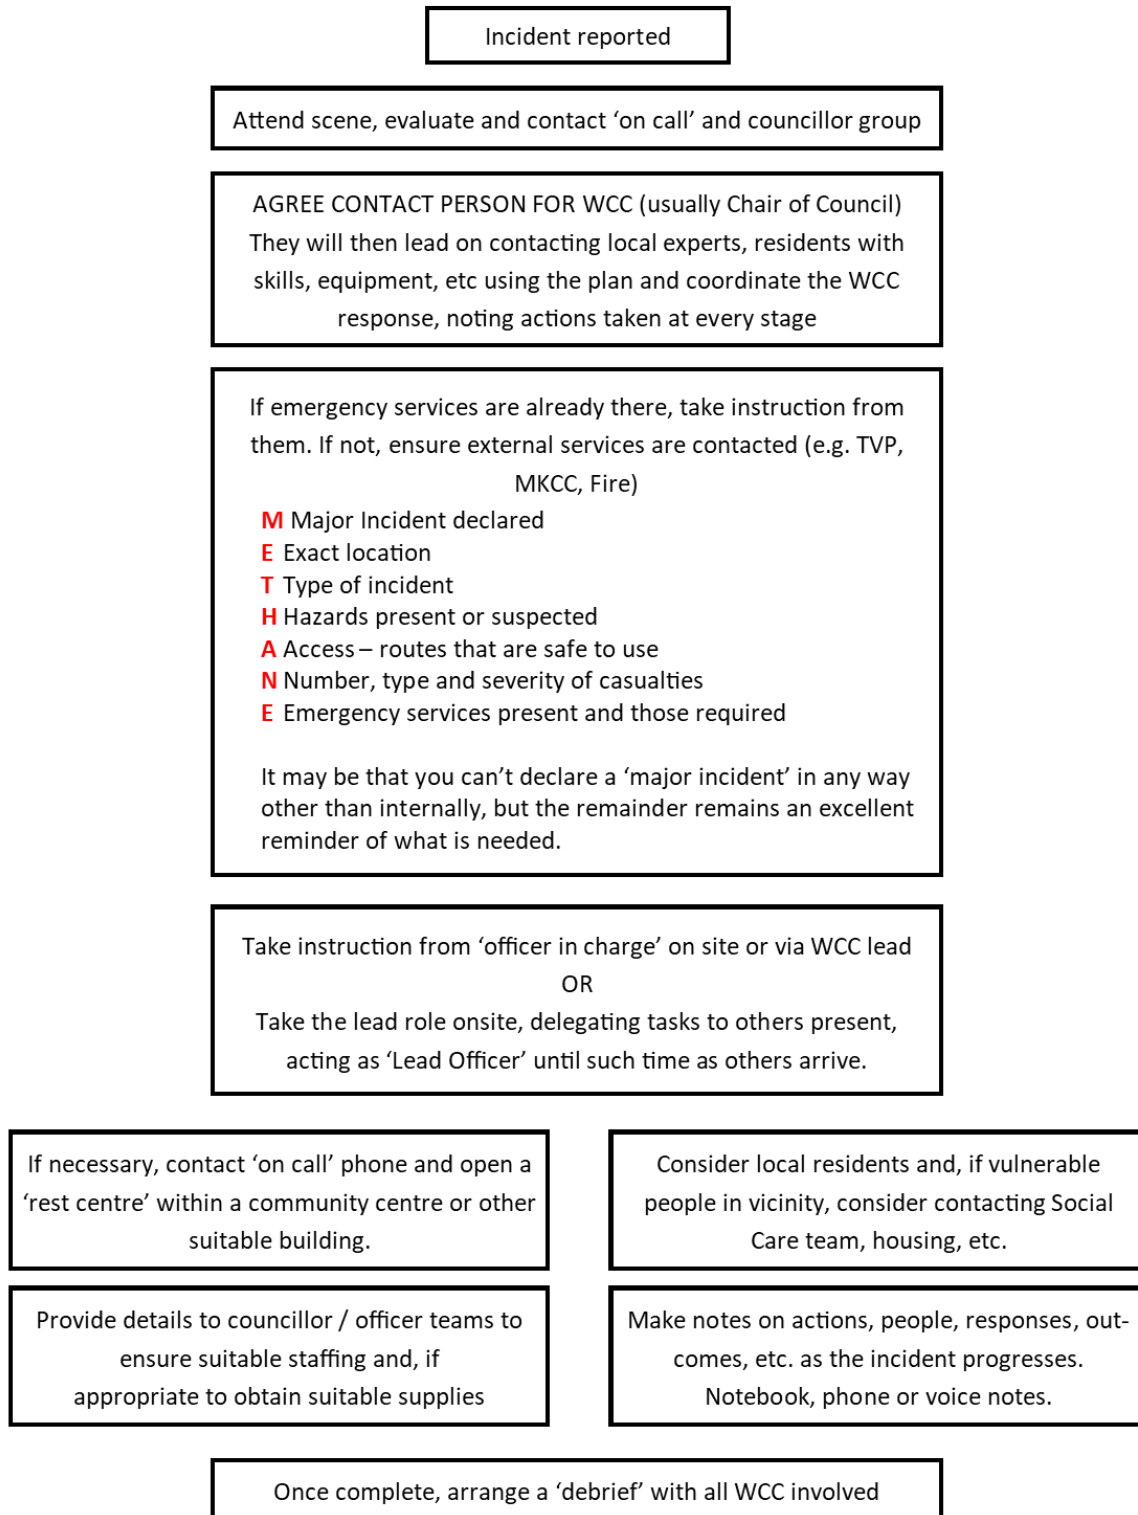 Incident reported
Attend scene, evaluate and contact ‘on call’ and councillor group
AGREE CONTACT PERSON FOR WCC (usually Chair of Council)
They will then lead on contacting local experts, residents with
skills, equipment, etc using the plan and coordinate the WCC
response, noting actions taken at every stage
If emergency services are already there, take instruction from
them. If not, ensure external services are contacted (e.g. TVP,
MKCC, Fire)
M Major Incident declared
E Exact location
T Type of incident
H Hazards present or suspected
A Access – routes that are safe to use
N Number, type and severity of casualties
E Emergency services present and those required
It may be that you can’t declare a ‘major incident’ in any way
other than internally, but the remainder remains an excellent
reminder of what is needed.
Take instruction from ‘officer in charge’ on site or via WCC lead
OR
Take the lead role onsite, delegating tasks to others present,
acting as ‘Lead Officer’ until such time as others arrive.
If necessary, contact ‘on call’ phone and open a
‘rest centre’ within a community centre or other
suitable building.
Consider local residents and, if vulnerable
people in vicinity, consider contacting Social
Care team, housing, etc.
Provide details to councillor / officer teams to
ensure suitable staffing and, if
appropriate to obtain suitable supplies
Make notes on actions, people, responses, out-
comes, etc. as the incident progresses.
Notebook, phone or voice notes.
Once complete, arrange a ‘debrief’ with all WCC involved